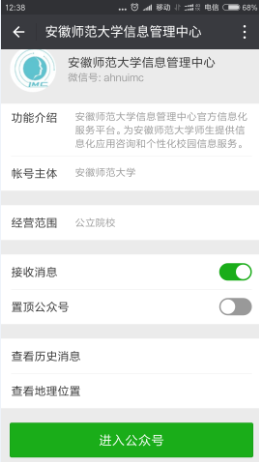 12:38
... 移动 电信 68%
安徽师范大学信息管理中心
IMC
安徽师范大学信息管理中心
微信号: ahnuimc
功能介绍 安徽师范大学信息管理中心官方信息化
服务平台。为安徽师范大学师生提供信
息化应用咨询和个性化校园信息服务。
帐号主体 安徽师范大学
经营范围 公立院校
接收消息
置顶公众号
查看历史消息
查看地理位置
进入公众号